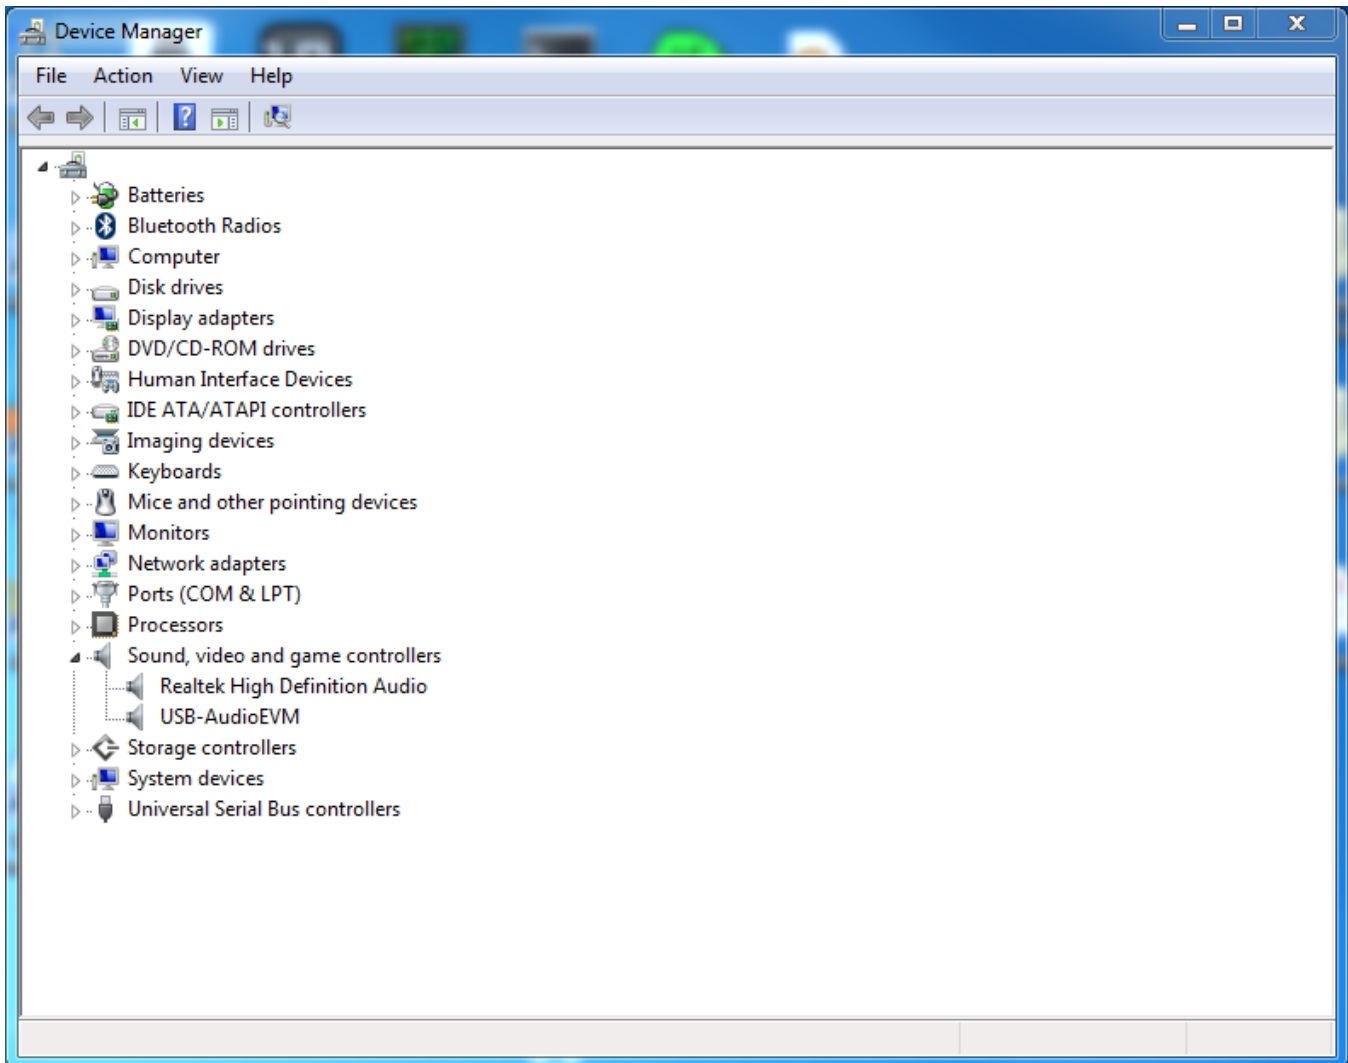 Device Manager
File Action View Help
Batteries
Bluetooth Radios
Computer
Disk drives
Display adapters
DVD/CD-ROM drives
Human Interface Devices
IDE ATA/ATAPI controllers
Imaging devices
Keyboards
Mice and other pointing devices
Monitors
Network adapters
Ports (COM & LPT)
Processors
Sound, video and game controllers
Realtek High Definition Audio
USB-AudioEVM
Storage controllers
System devices
Universal Serial Bus controllers